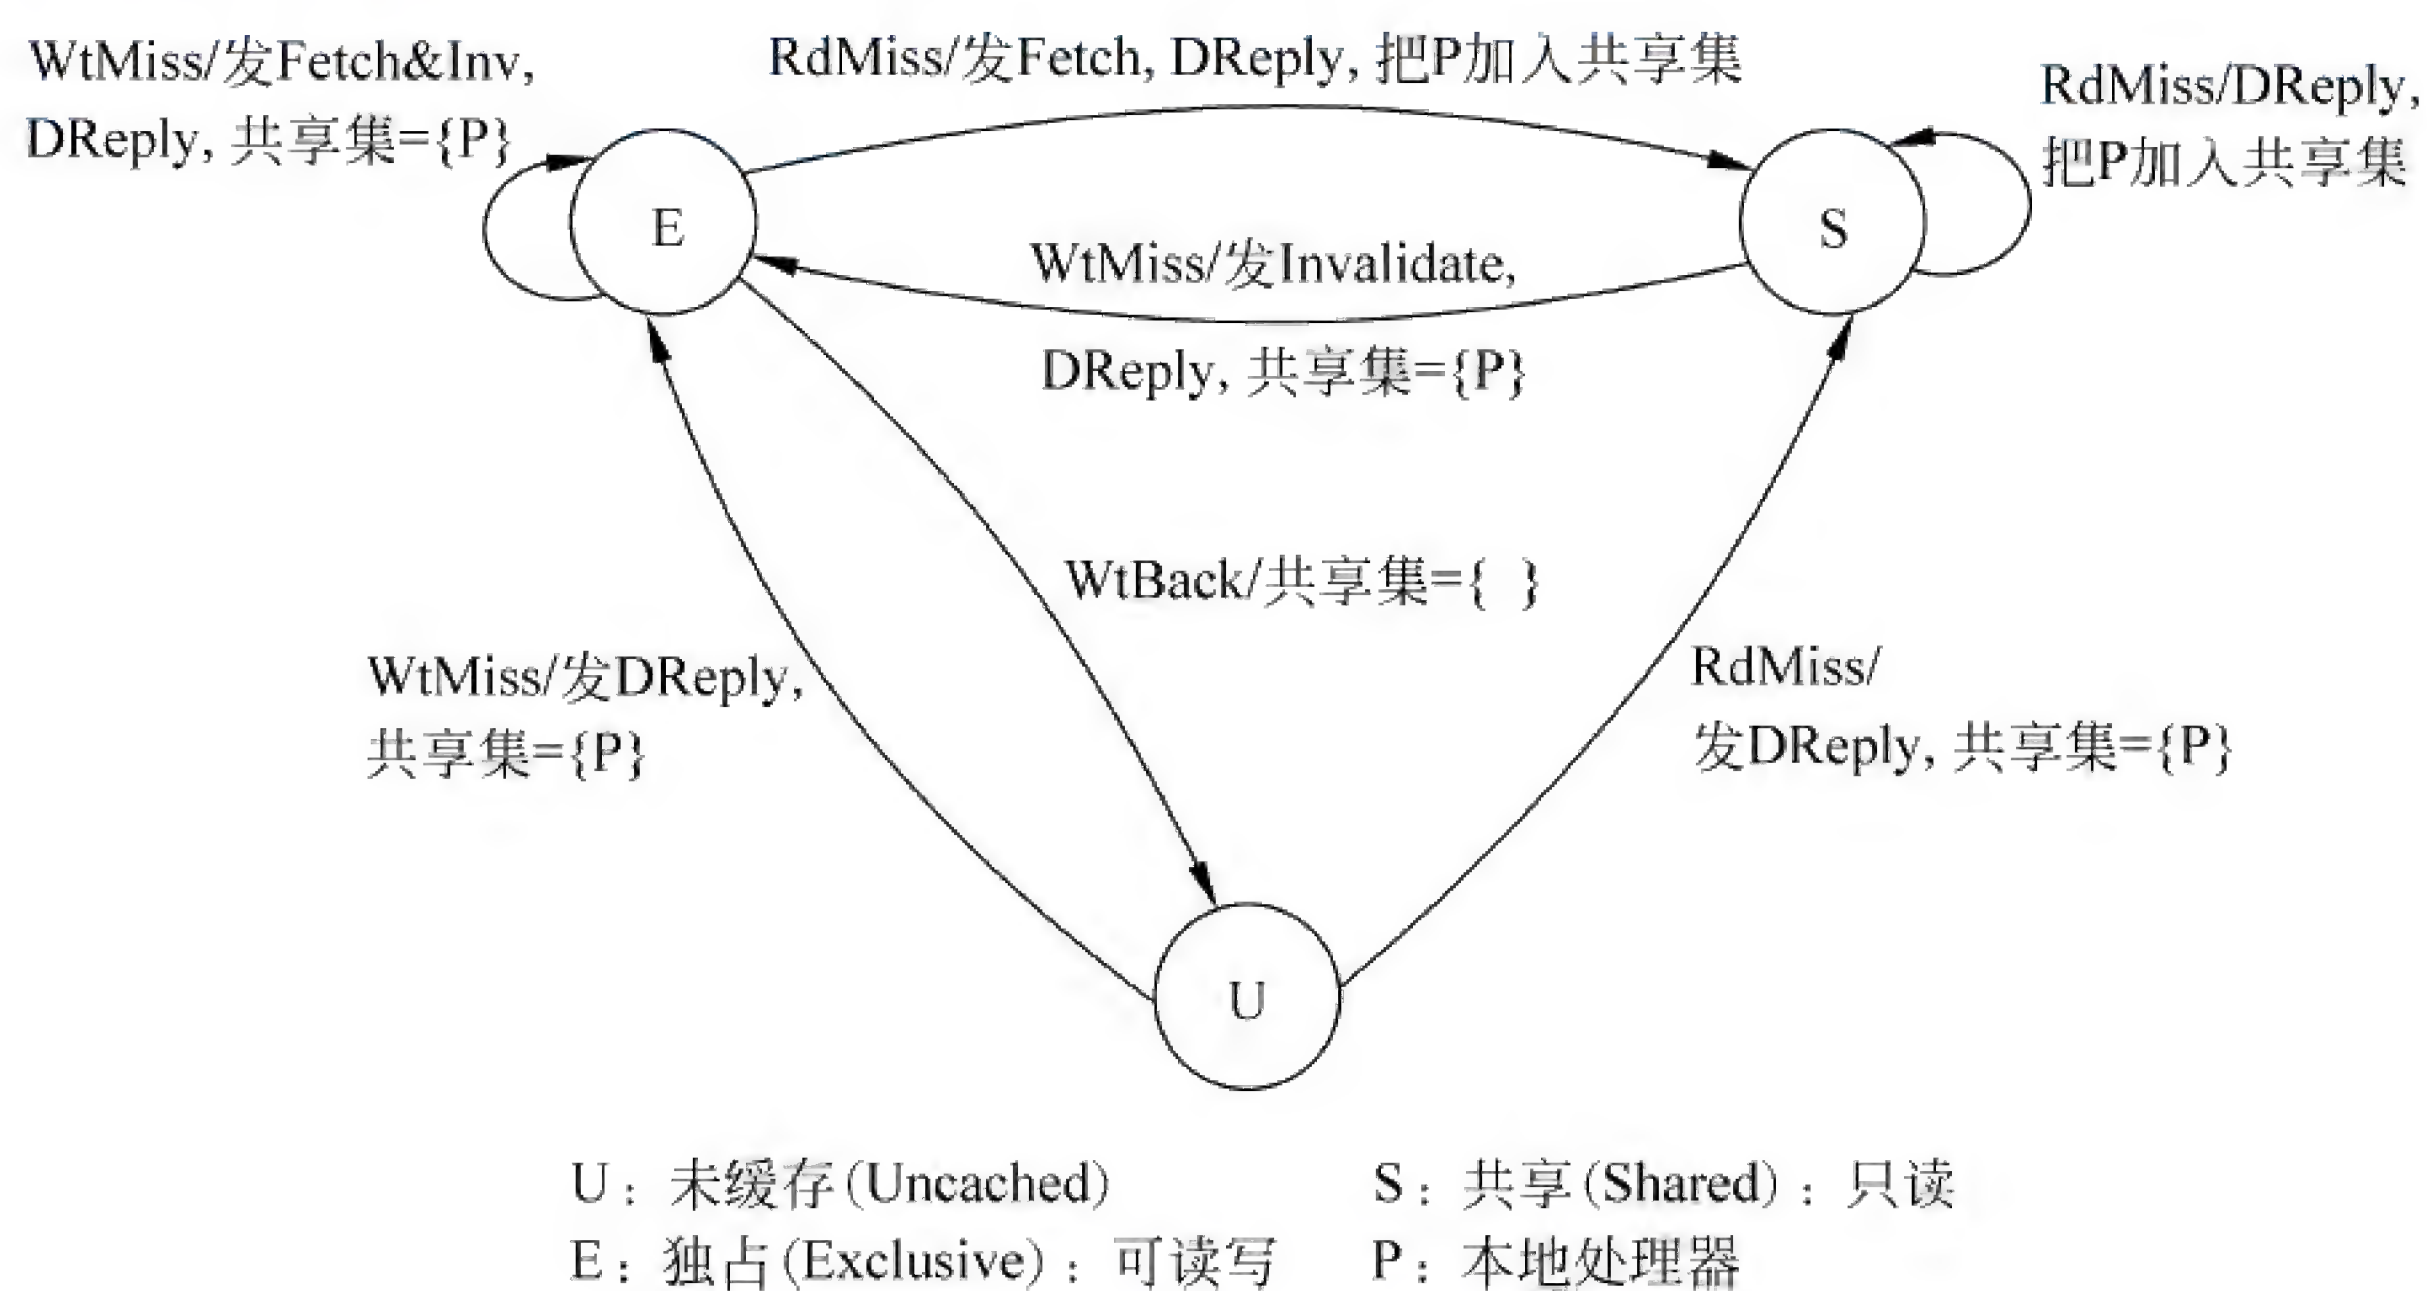 WtMiss/发Fetch&Inv,
DReply, 共享集={P}
RdMiss/发Fetch, DReply, 把P加入共享集
RdMiss/DReply,
把P加入共享集
E
S
WtMiss/发Invalidate,
DReply, 共享集={P}
WtBack/共享集={ }
WtMiss/发DReply,
共享集={P}
RdMiss/
发DReply, 共享集={P}
U
U：未缓存(Uncached)
S：共享(Shared)：只读
E：独占(Exclusive)：可读写
P：本地处理器